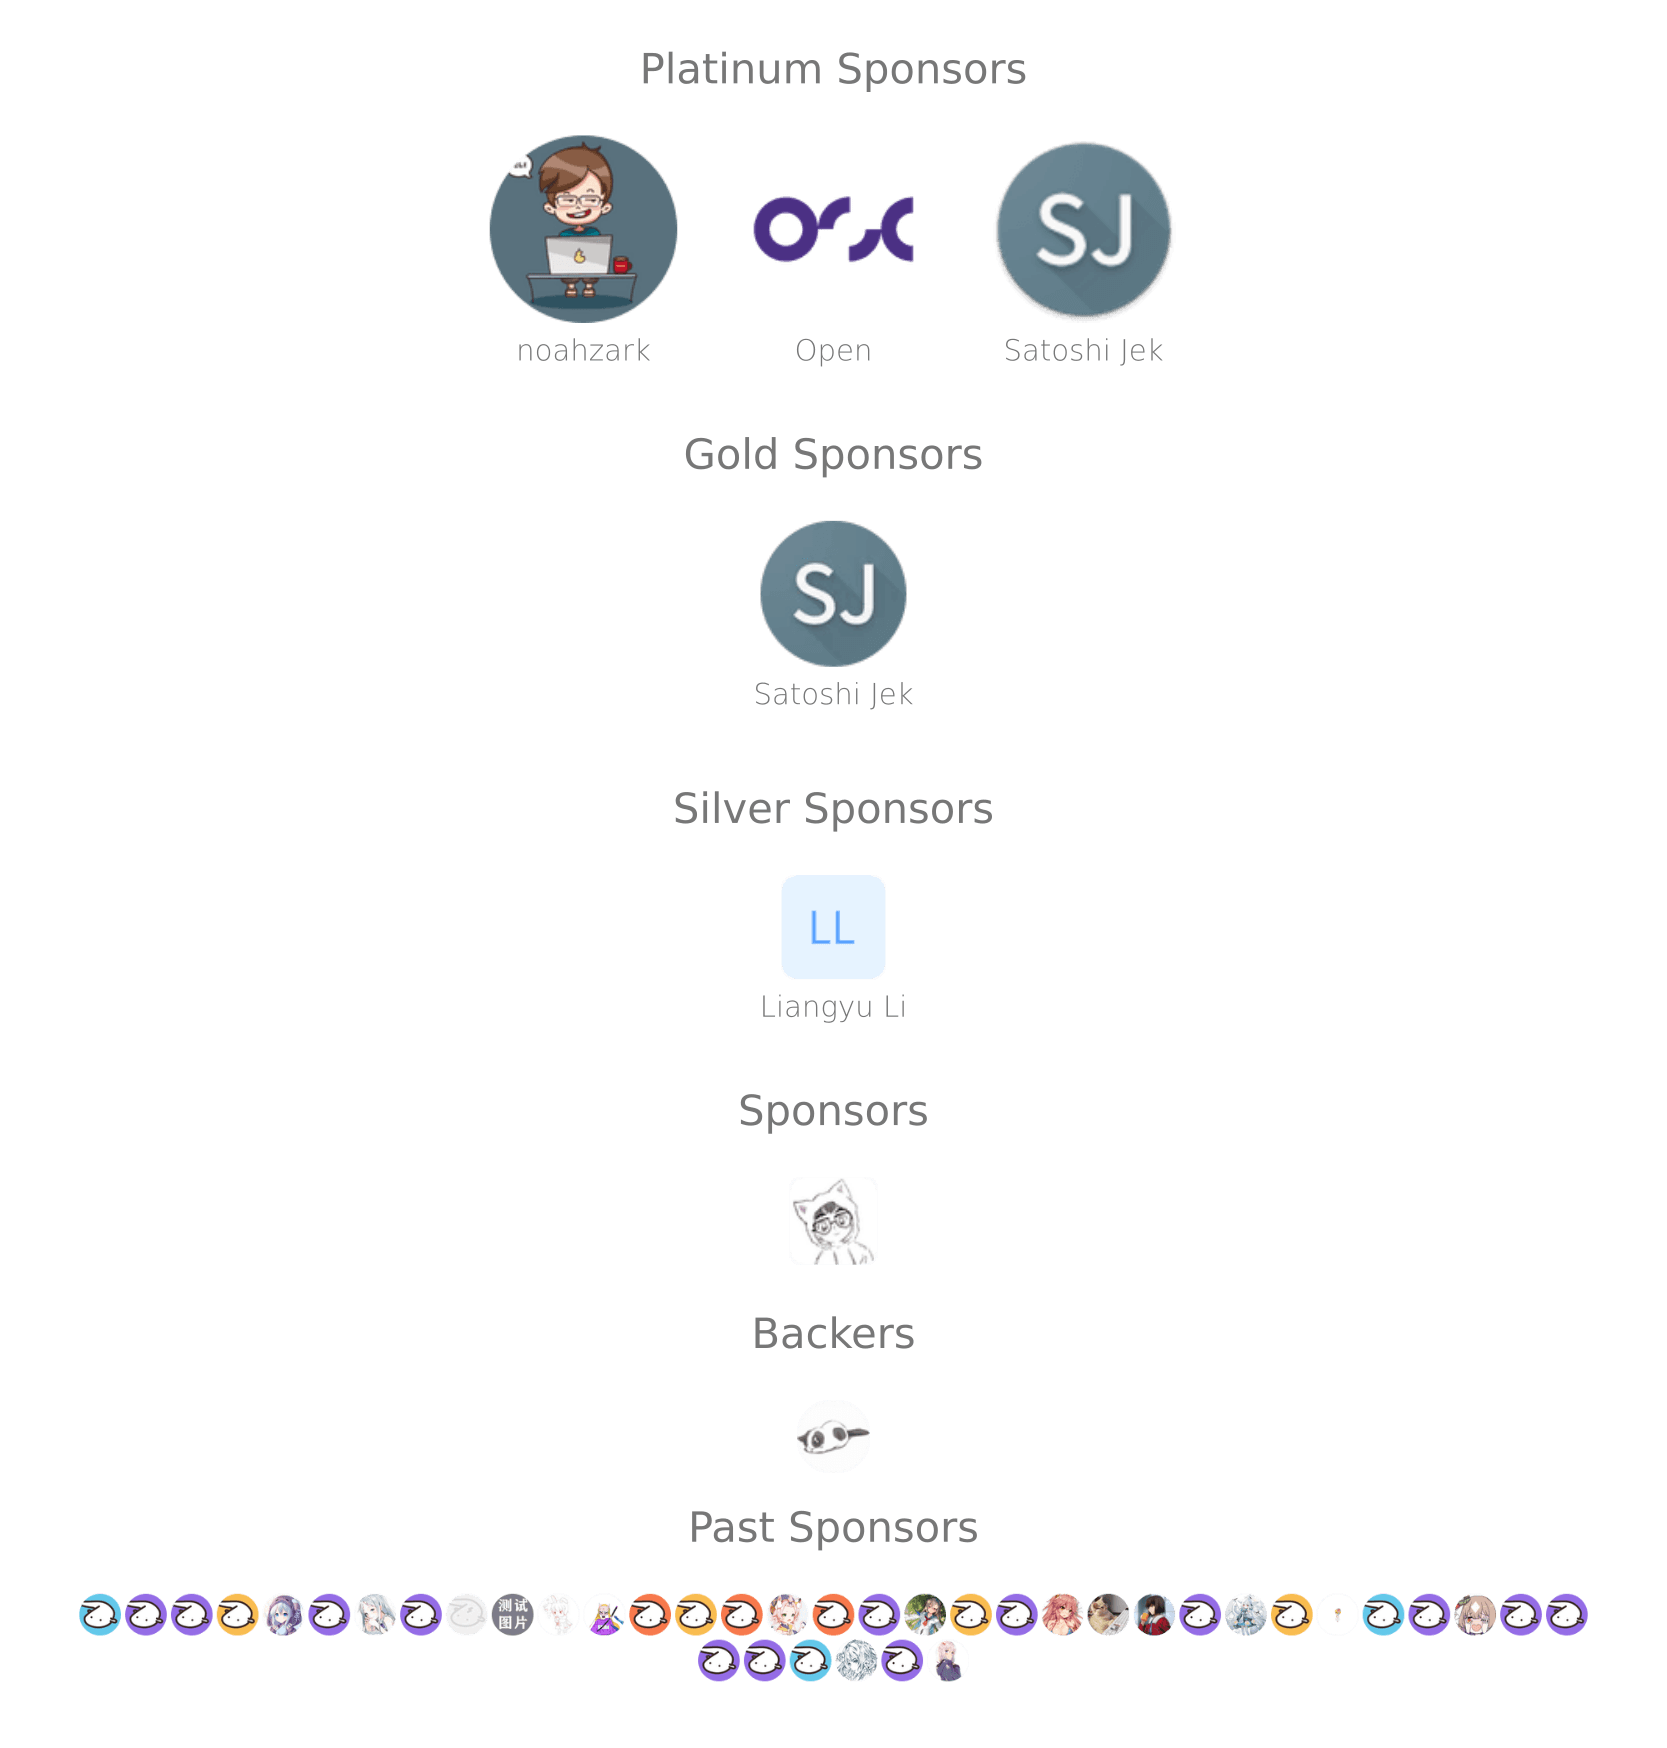 Platinum Sponsors
SJ
noahzark
Open
Satoshi Jek
Gold Sponsors
SJ
Satoshi Jek
Silver Sponsors
LL
Liangyu Li
Sponsors
Backers
Past Sponsors
测试
图片